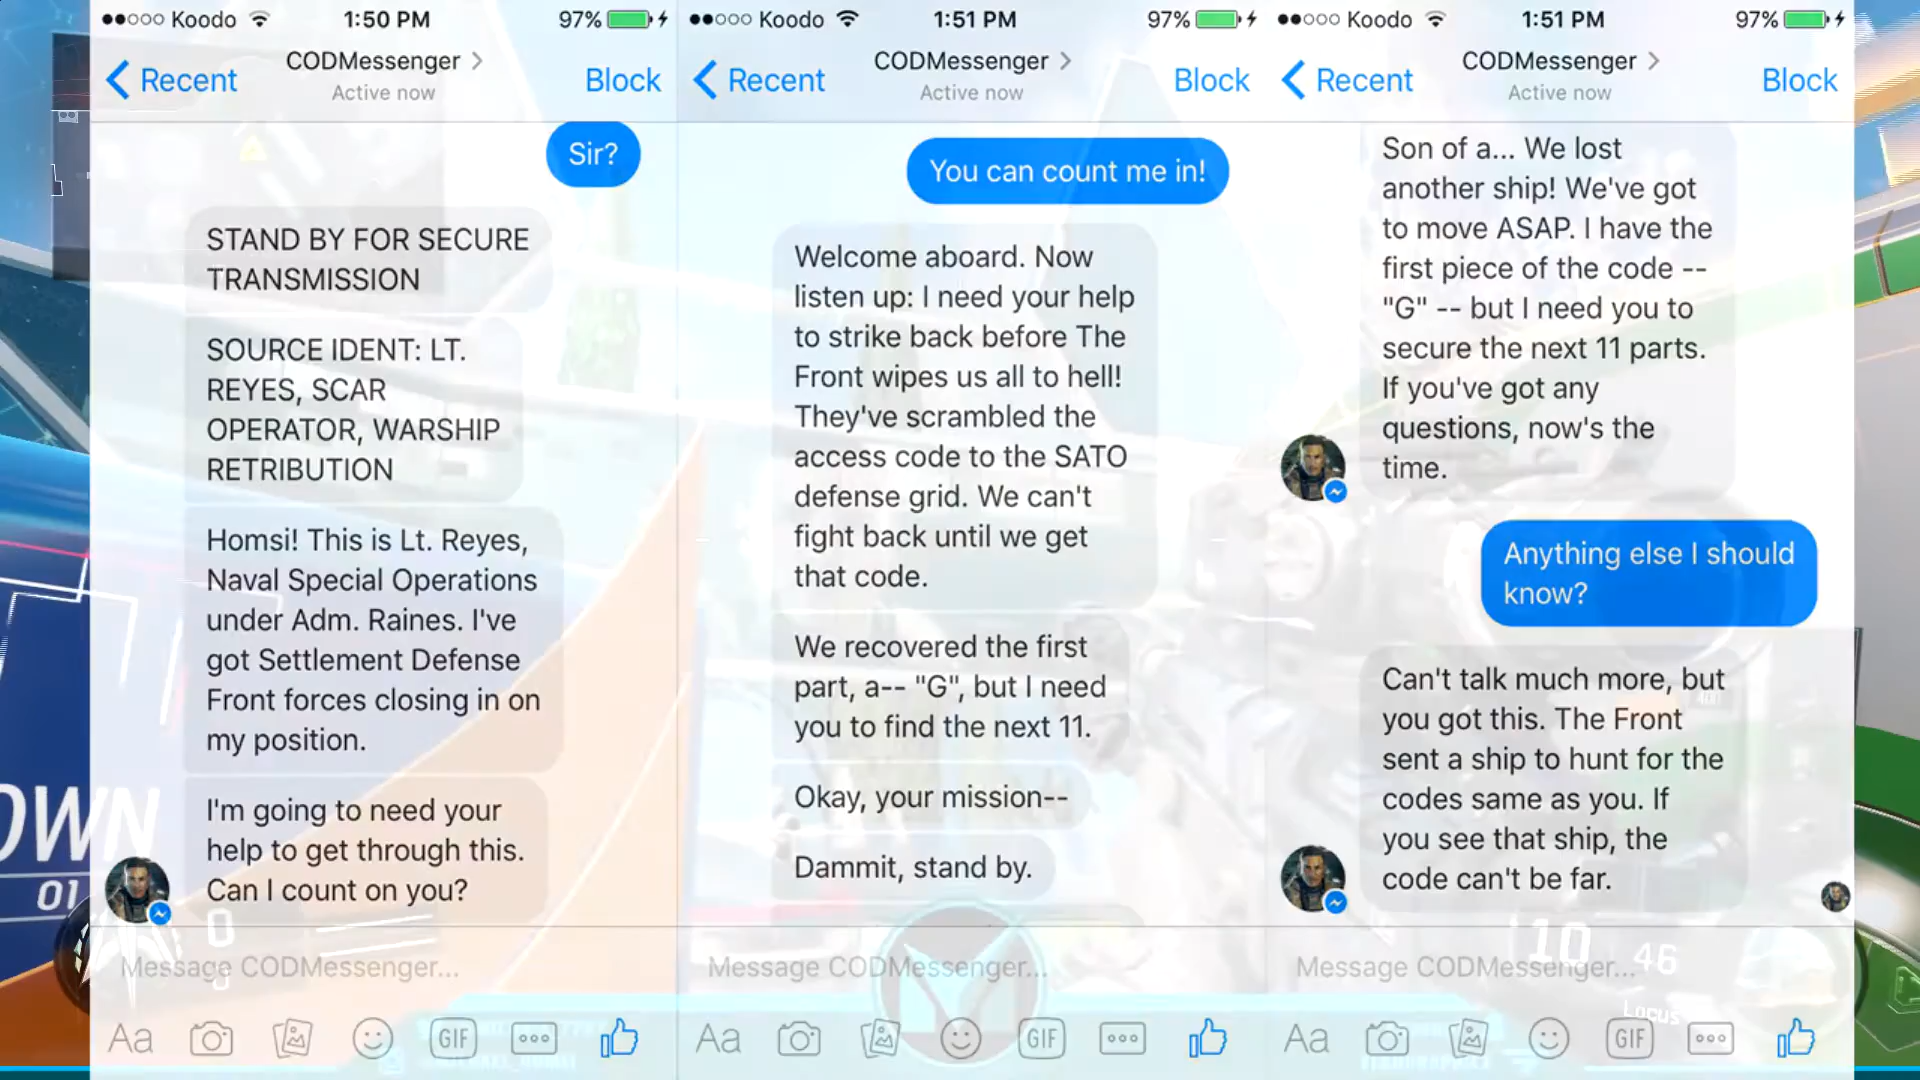 Koodo
1:50 PM
97%
Recent
CODMessenger
Active now
Block
Sir?
STAND BY FOR SECURE
TRANSMISSION
SOURCE IDENT: LT.
REYES, SCAR
OPERATOR, WARSHIP
RETRIBUTION
Homsi! This is Lt. Reyes,
Naval Special Operations
under Adm. Raines. I've
got Settlement Defense
Front forces closing in on
my position.
I'm going to need your
help to get through this.
Can I count on you?
Message CODMessenger...
Aa
GIF
Koodo
1:51 PM
97%
Recent
CODMessenger
Active now
Block
You can count me in!
Welcome aboard. Now
listen up: I need your help
to strike back before The
Front wipes us all to hell!
They've scrambled the
access code to the SATO
defense grid. We can't
fight back until we get
that code.
We recovered the first
part, a-- "G", but I need
you to find the next 11.
Okay, your mission--
Dammit, stand by.
Message CODMessenger...
Aa
GIF
Koodo
1:51 PM
97%
Recent
CODMessenger
Active now
Block
Son of a... We lost
another ship! We've got
to move ASAP. I have the
first piece of the code --
"G" -- but I need you to
secure the next 11 parts.
If you've got any
questions, now's the
time.
Anything else I should
know?
Can't talk much more, but
you got this. The Front
sent a ship to hunt for the
codes same as you. If
you see that ship, the
code can't be far.
Message CODMessenger...
Aa
GIF
OWN
01
0
10
46
Locus